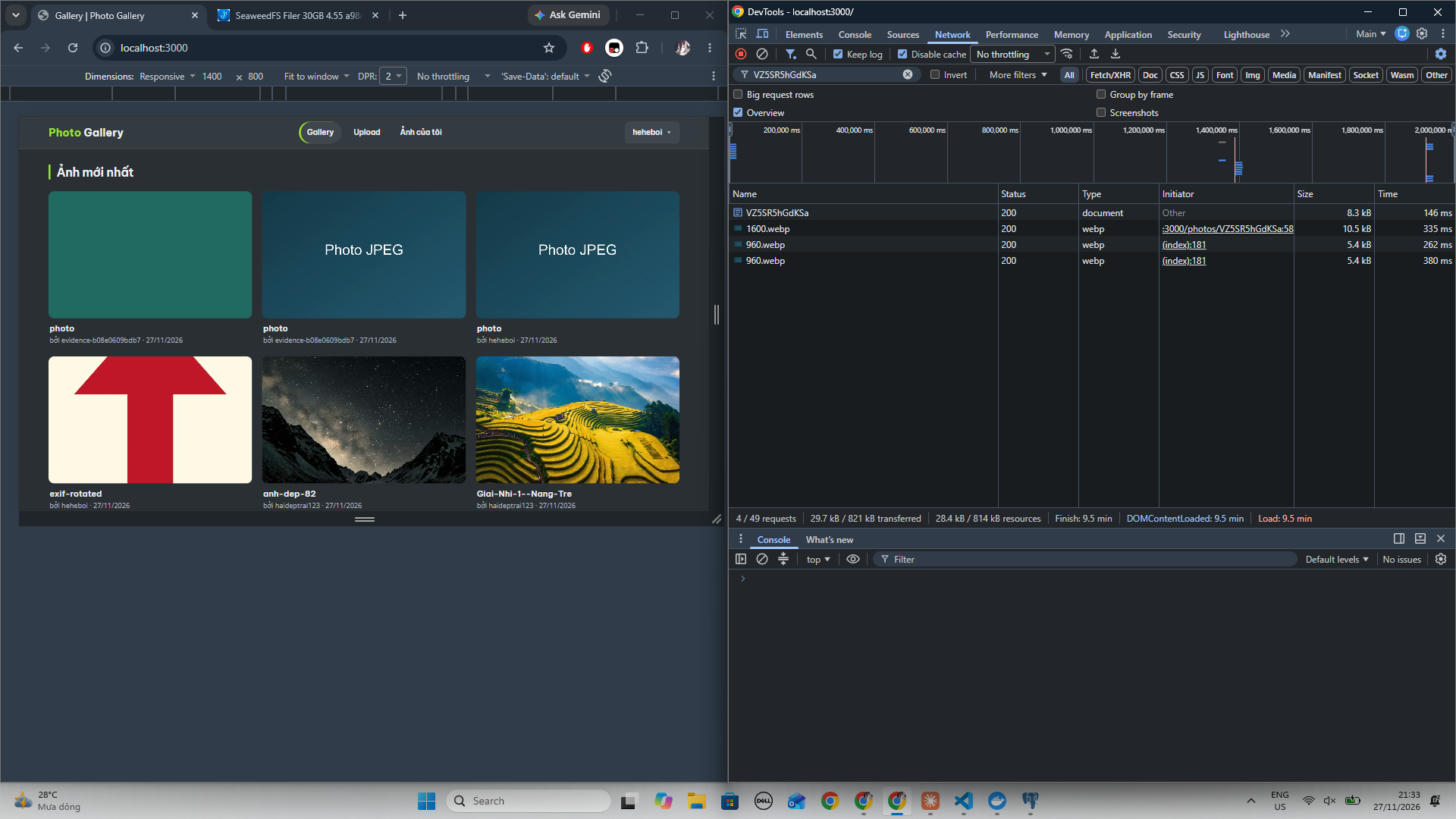 Gallery | Photo Gallery
SeaweedFS Filer 30GB 4.55 a98
Ask Gemini
localhost:3000
Dimensions: Responsive 1400 x 800 Fit to window DPR: 2 No throttling 'Save-Data': default
Photo Gallery
Gallery Upload Ảnh của tôi
heheboi
Ảnh mới nhất
Photo JPEG
Photo JPEG
photo
bởi evidence-b08e0609bdb7 · 27/11/2026
photo
bởi evidence-b08e0609bdb7 · 27/11/2026
photo
bởi heheboi · 27/11/2026
exif-rotated
bởi heheboi · 27/11/2026
anh-dep-82
bởi haideptrai123 · 27/11/2026
Giai-Nhi-1--Nang-Tre
bởi haideptrai123 · 27/11/2026
DevTools - localhost:3000/
Elements Console Sources Network Performance Memory Application Security Lighthouse Main
Keep log Disable cache No throttling
VZ5SR5hGdKSa Invert More filters All Fetch/XHR Doc CSS JS Font Img Media Manifest Socket Wasm Other
Big request rows Group by frame
Overview Screenshots
200,000 ms 400,000 ms 600,000 ms 800,000 ms 1,000,000 ms 1,200,000 ms 1,400,000 ms 1,600,000 ms 1,800,000 ms 2,000,000 m
Name Status Type Initiator Size Time
VZ5SR5hGdKSa 200 document Other 8.3 kB 146 ms
1600.webp 200 webp :3000/photos/VZ5SR5hGdKSa:58 10.5 kB 335 ms
960.webp 200 webp (index):181 5.4 kB 262 ms
960.webp 200 webp (index):181 5.4 kB 380 ms
4 / 49 requests 29.7 kB / 821 kB transferred 28.4 kB / 814 kB resources Finish: 9.5 min DOMContentLoaded: 9.5 min Load: 9.5 min
Console What's new
top Filter Default levels No issues
28°C
Mưa dông
Search
DELL
ENG
US
21:33
27/11/2026